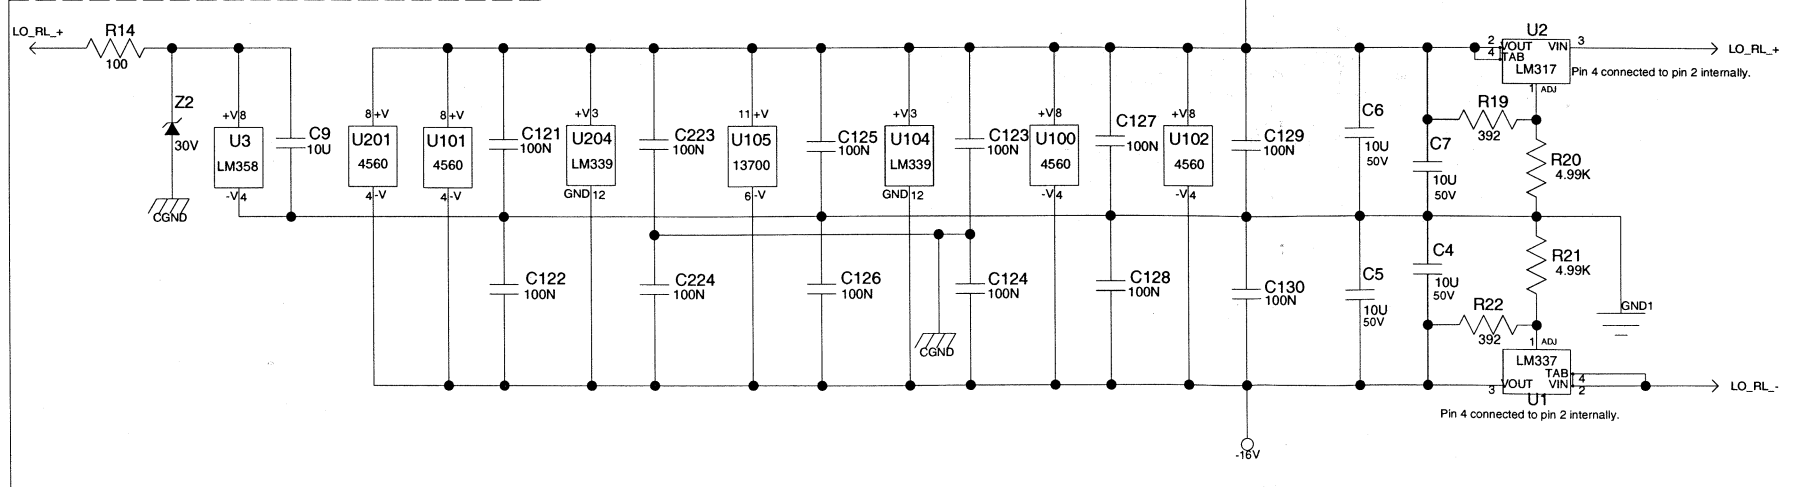 LO_RL_+
R14
100
Z2
30V
CGND
+V 8
U3
LM358
-V 4
C9
10U
8 +V
U201
4560
4 -V
8 +V
U101
4560
4 -V
C121
100N
C122
100N
+V 3
U204
LM339
GND 12
C223
100N
C224
100N
11 +V
U105
13700
6 -V
C125
100N
C126
100N
+V 3
U104
LM339
GND 12
CGND
C123
100N
C124
100N
+V 8
U100
4560
-V 4
C127
100N
C128
100N
+V 8
U102
4560
-V 4
C129
100N
C130
100N
-16V
C6
10U
50V
C5
10U
50V
C7
10U
50V
C4
10U
50V
U2
2 VOUT VIN 3
4 TAB
LM317
1 ADJ
LO_RL_+
Pin 4 connected to pin 2 internally.
R19
392
R20
4.99K
R21
4.99K
R22
392
GND1
1 ADJ
LM337
TAB 4
3 VOUT VIN 2
U1
LO_RL_-
Pin 4 connected to pin 2 internally.